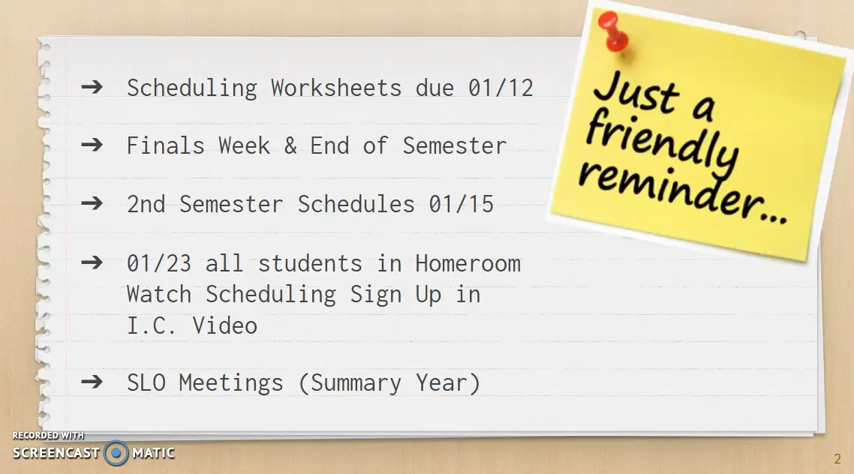 ➔ Scheduling Worksheets due 01/12
➔ Finals Week & End of Semester
➔ 2nd Semester Schedules 01/15
➔ 01/23 all students in Homeroom
Watch Scheduling Sign Up in
I.C. Video
➔ SLO Meetings (Summary Year)
Just a
friendly
reminder...
RECORDED WITH
SCREENCAST MATIC
2